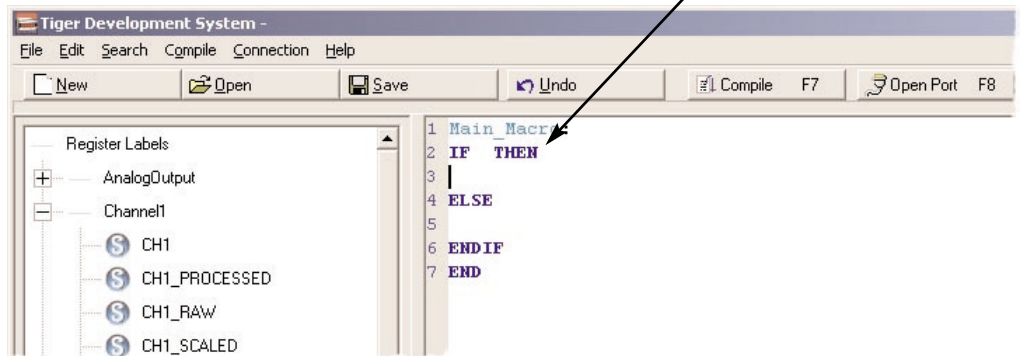 Tiger Development System -
File Edit Search Compile Connection Help
New Open Save Undo Compile F7 Open Port F8
Register Labels
AnalogOutput
Channel1
CH1
CH1_PROCESSED
CH1_RAW
CH1_SCALED
1 Main_Macro:
2 IF THEN
3
4 ELSE
5
6 ENDIF
7 END